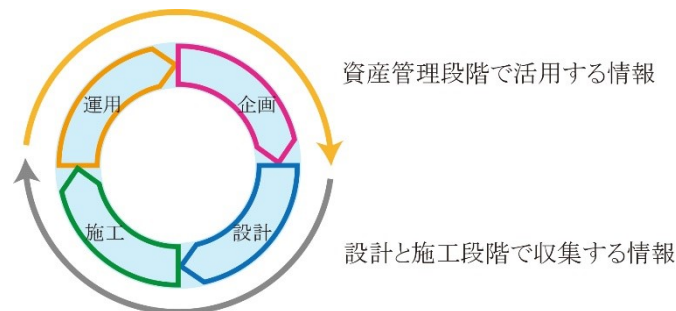 資産管理段階で活用する情報
運用
企画
施工
設計
設計と施工段階で収集する情報